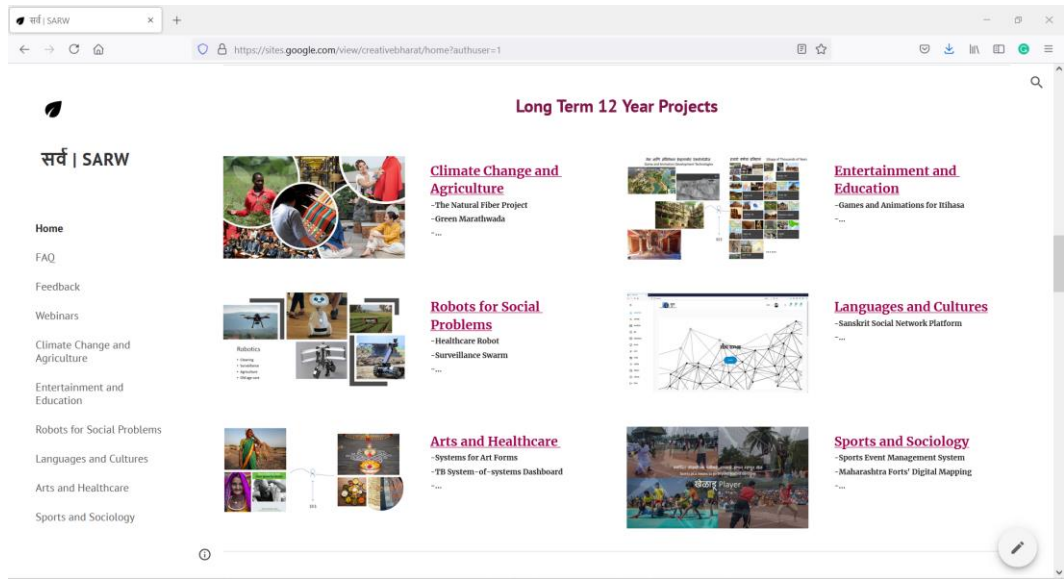 सर्व | SARW
https://sites.google.com/view/creativebharat/home?authuser=1
सर्व | SARW
Home
FAQ
Feedback
Webinars
Climate Change and
Agriculture
Entertainment and
Education
Robots for Social Problems
Languages and Cultures
Arts and Healthcare
Sports and Sociology
Long Term 12 Year Projects
Climate Change and
Agriculture
-The Natural Fiber Project
-Green Marathwada
-...
Entertainment and
Education
-Games and Animations for Itihasa
-...
Robotics
Robots for Social
Problems
-Healthcare Robot
-Surveillance Swarm
-...
Languages and Cultures
-Sanskrit Social Network Platform
-...
Arts and Healthcare
-Systems for Art Forms
-TB System-of-systems Dashboard
-...
खेळाडू Player
Sports and Sociology
-Sports Event Management System
-Maharashtra Forts' Digital Mapping
-...